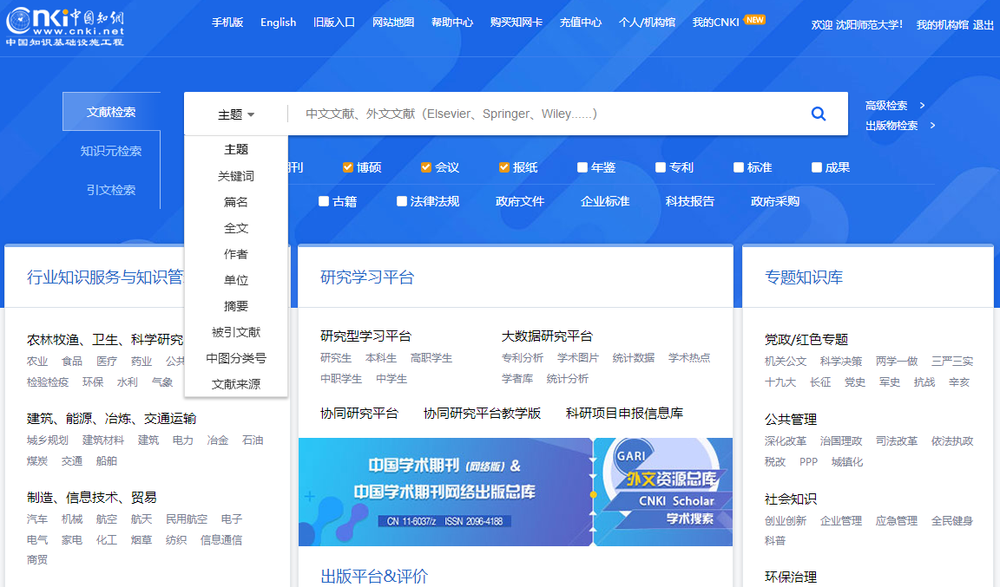 cnki中国知网
www.cnki.net
中国知识基础设施工程
手机版 English 旧版入口 网站地图 帮助中心 购买知网卡 充值中心 个人/机构馆 我的CNKI NEW
欢迎 沈阳师范大学! 我的机构馆 退出
文献检索
知识元检索
引文检索
主题 中文文献、外文文献（Elsevier、Springer、Wiley......）
高级检索 >
出版物检索 >
主题
关键词
篇名
全文
作者
单位
摘要
被引文献
中图分类号
文献来源
刊 博硕 会议 报纸 年鉴 专利 标准 成果
古籍 法律法规 政府文件 企业标准 科技报告 政府采购
行业知识服务与知识管
农林牧渔、卫生、科学研究
农业 食品 医疗 药业 公共
检验检疫 环保 水利 气象
建筑、能源、冶炼、交通运输
城乡规划 建筑材料 建筑 电力 冶金 石油
煤炭 交通 船舶
制造、信息技术、贸易
汽车 机械 航空 航天 民用航空 电子
电气 家电 化工 烟草 纺织 信息通信
商贸
研究学习平台
研究型学习平台
研究生 本科生 高职学生
中职学生 中学生
大数据研究平台
专利分析 学术图片 统计数据 学术热点
学者库 统计分析
协同研究平台 协同研究平台教学版 科研项目申报信息库
中国学术期刊（网络版）&
中国学术期刊网络出版总库
CN 11-6037/z ISSN 2096-4188
GARI
外文资源总库
CNKI Scholar
学术搜索
出版平台&评价
专题知识库
党政/红色专题
机关公文 科学决策 两学一做 三严三实
十九大 长征 党史 军史 抗战 辛亥
公共管理
深化改革 治国理政 司法改革 依法执政
税改 PPP 城镇化
社会知识
创业创新 企业管理 应急管理 全民健身
科普
环保治理